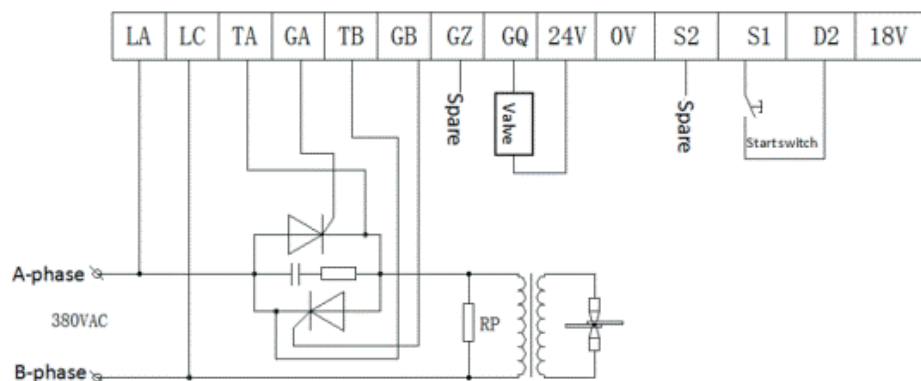 LA LC TA GA TB GB GZ GQ 24V 0V S2 S1 D2 18V
Spare
Valve
Spare
Startswitch
A-phase
380VAC
RP
B-phase